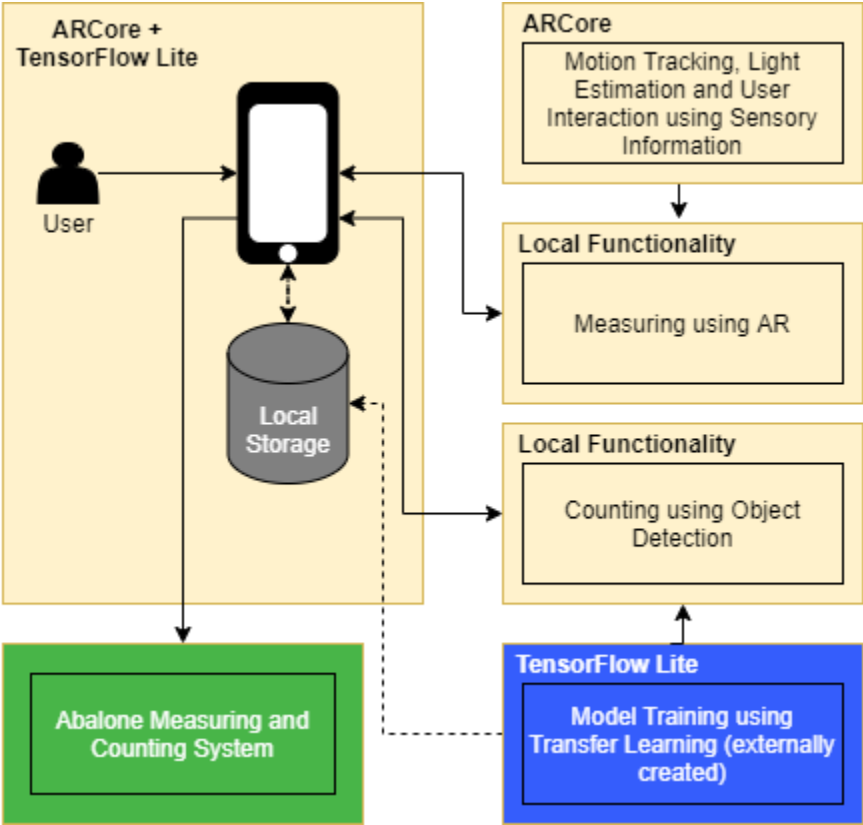 ARCore +
TensorFlow Lite
User
Local
Storage
ARCore
Motion Tracking, Light
Estimation and User
Interaction using Sensory
Information
Local Functionality
Measuring using AR
Local Functionality
Counting using Object
Detection
Abalone Measuring and
Counting System
TensorFlow Lite
Model Training using
Transfer Learning (externally
created)